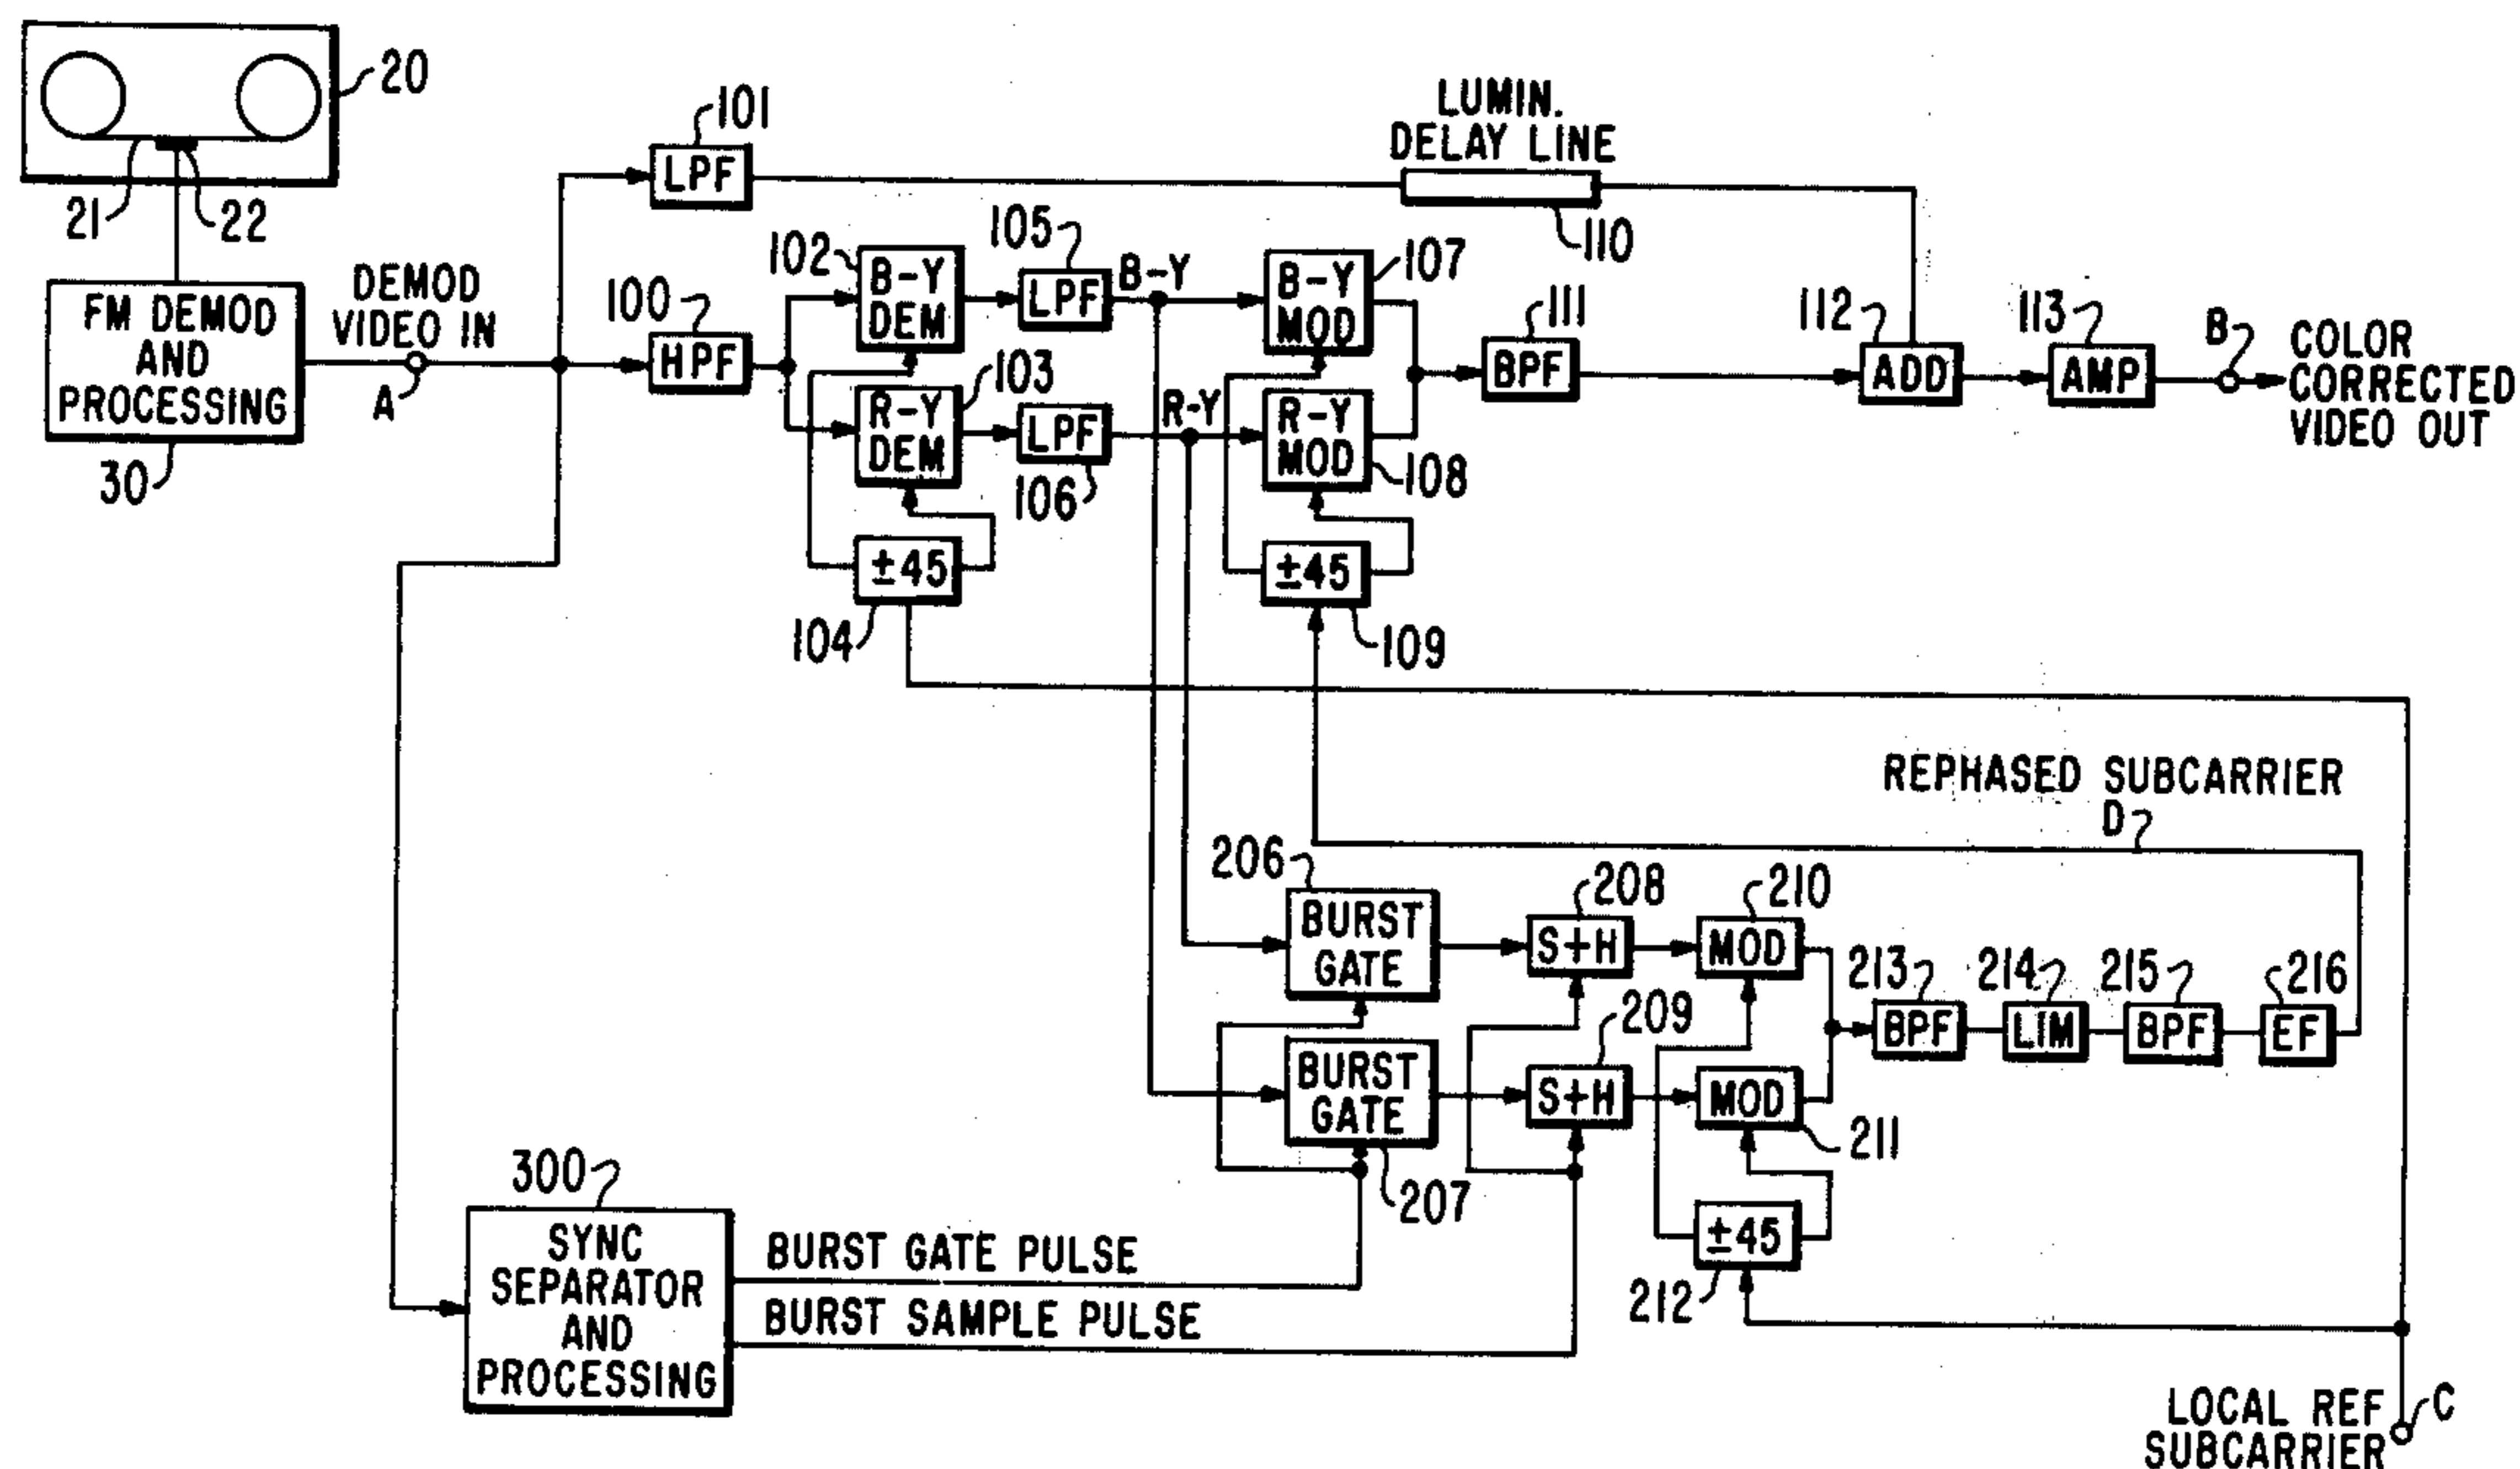 20
21
22
FM DEMOD
AND
PROCESSING
30
DEMOD
VIDEO IN
A
101
LPF
LUMIN.
DELAY LINE
110
100
HPF
102
B-Y
DEM
103
R-Y
DEM
105
LPF
106
LPF
B-Y
R-Y
107
B-Y
MOD
108
R-Y
MOD
±45
104
±45
109
111
BPF
112
ADD
113
AMP
B
COLOR
CORRECTED
VIDEO OUT
REPHASED SUBCARRIER
D
206
BURST
GATE
BURST
GATE
207
208
S+H
209
S+H
210
MOD
MOD
211
±45
212
213
BPF
214
LIM
215
BPF
216
EF
300
SYNC
SEPARATOR
AND
PROCESSING
BURST GATE PULSE
BURST SAMPLE PULSE
LOCAL REF
SUBCARRIER
C